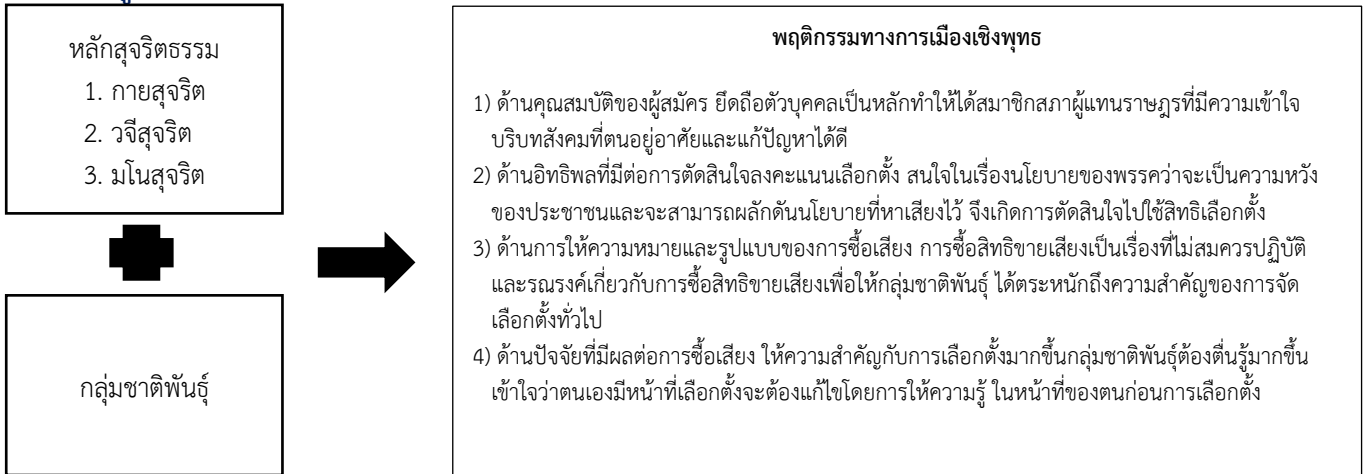 หลักสุจริตธรรม
1. กายสุจริต
2. วจีสุจริต
3. มโนสุจริต
กลุ่มชาติพันธุ์
พฤติกรรมทางการเมืองเชิงพุทธ
1) ด้านคุณสมบัติของผู้สมัคร ยึดถือตัวบุคคลเป็นหลักทำให้ได้สมาชิกสภาผู้แทนราษฎรที่มีความเข้าใจ
บริบทสังคมที่ตนอยู่อาศัยและแก้ปัญหาได้ดี
2) ด้านอิทธิพลที่มีต่อการตัดสินใจลงคะแนนเลือกตั้ง สนใจในเรื่องนโยบายของพรรคว่าจะเป็นความหวัง
ของประชาชนและจะสามารถผลักดันนโยบายที่หาเสียงไว้ จึงเกิดการตัดสินใจไปใช้สิทธิเลือกตั้ง
3) ด้านการให้ความหมายและรูปแบบของการซื้อเสียง การซื้อสิทธิขายเสียงเป็นเรื่องที่ไม่สมควรปฏิบัติ
และรณรงค์เกี่ยวกับการซื้อสิทธิขายเสียงเพื่อให้กลุ่มชาติพันธุ์ ได้ตระหนักถึงความสำคัญของการจัด
เลือกตั้งทั่วไป
4) ด้านปัจจัยที่มีผลต่อการซื้อเสียง ให้ความสำคัญกับการเลือกตั้งมากขึ้นกลุ่มชาติพันธุ์ต้องตื่นรู้มากขึ้น
เข้าใจว่าตนเองมีหน้าที่เลือกตั้งจะต้องแก้ไขโดยการให้ความรู้ ในหน้าที่ของตนก่อนการเลือกตั้ง